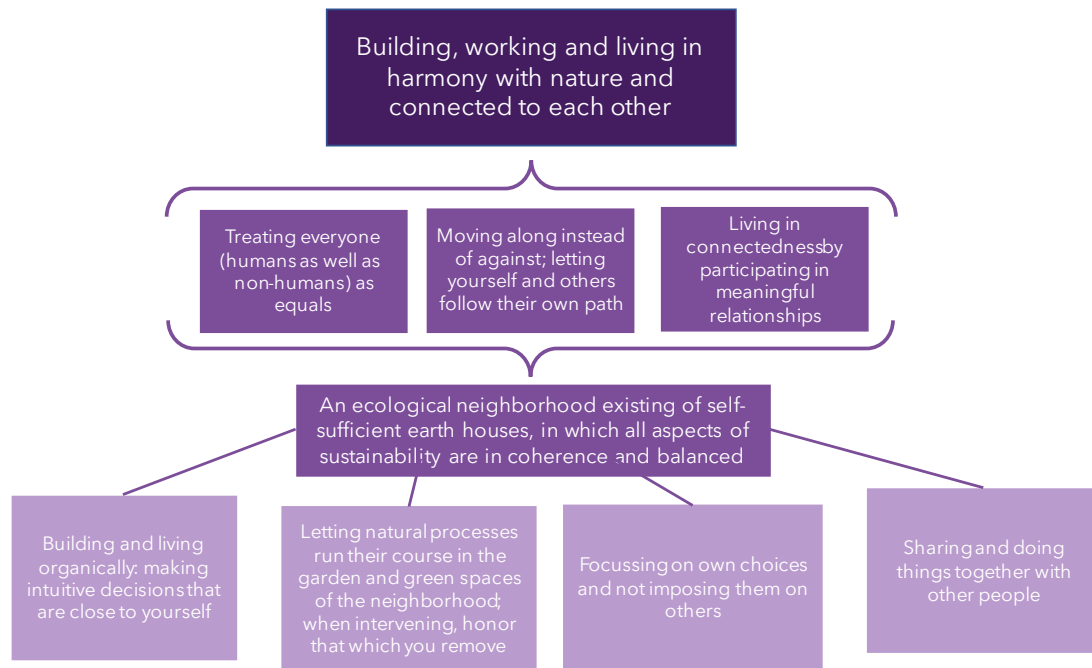 Building, working and living in
harmony with nature and
connected to each other
Treating everyone
(humans as well as
non-humans) as
equals
Moving along instead
of against; letting
yourself and others
follow their own path
Living in
connectednessby
participating in
meaningful
relationships
An ecological neighborhood existing of self-
sufficient earth houses, in which all aspects of
sustainability are in coherence and balanced
Building and living
organically: making
intuitive decisions that
are close to yourself
Letting natural processes
run their course in the
garden and green spaces
of the neighborhood;
when intervening, honor
that which you remove
Focussing on own choices
and not imposing them on
others
Sharing and doing
things together with
other people